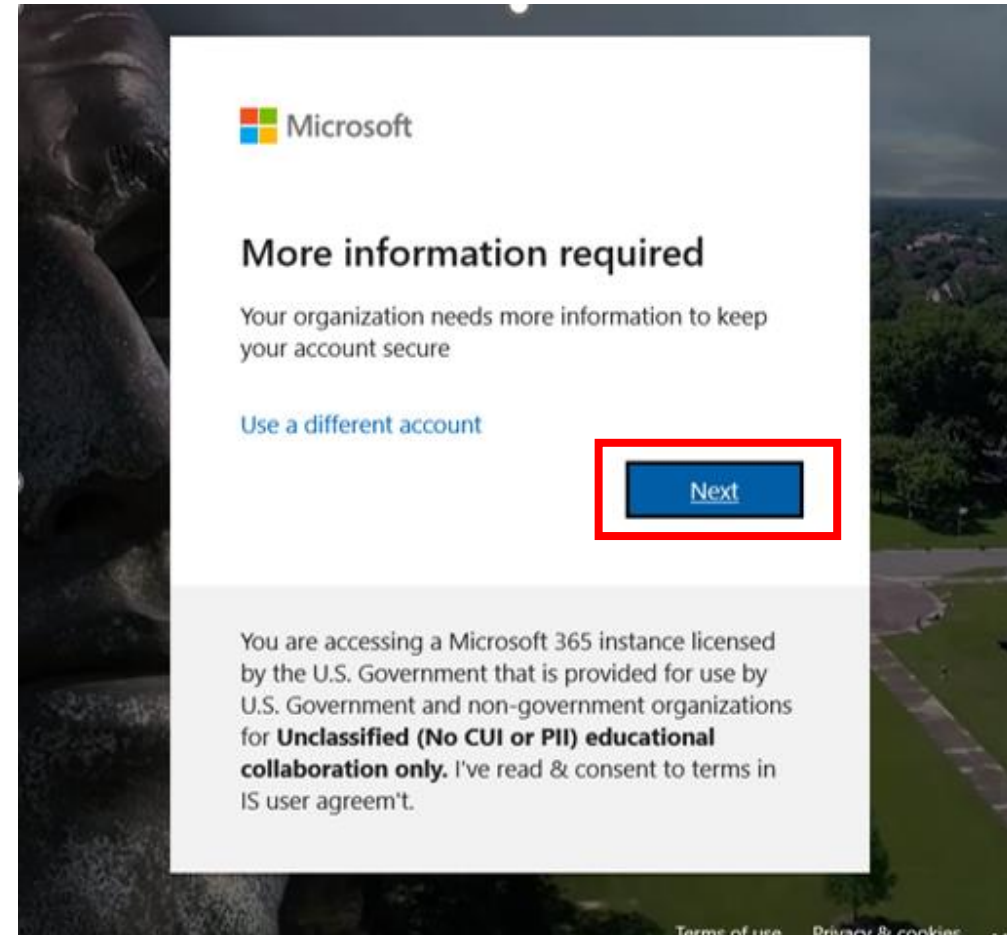 Microsoft
More information required
Your organization needs more information to keep
your account secure
Use a different account
Next
You are accessing a Microsoft 365 instance licensed
by the U.S. Government that is provided for use by
U.S. Government and non-government organizations
for Unclassified (No CUI or PII) educational
collaboration only. I've read & consent to terms in
IS user agreem't.
Terms of use Privacy & cookies